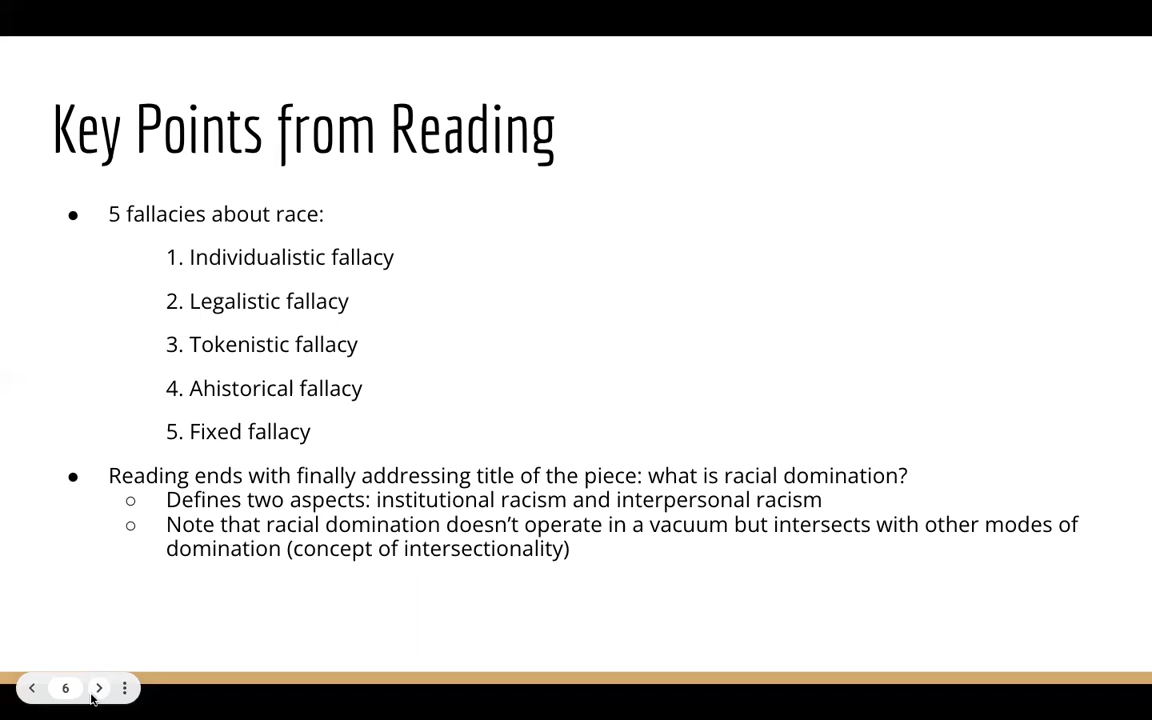 Key Points from Reading
● 5 fallacies about race:
1. Individualistic fallacy
2. Legalistic fallacy
3. Tokenistic fallacy
4. Ahistorical fallacy
5. Fixed fallacy
● Reading ends with finally addressing title of the piece: what is racial domination?
○ Defines two aspects: institutional racism and interpersonal racism
○ Note that racial domination doesn’t operate in a vacuum but intersects with other modes of
domination (concept of intersectionality)
6